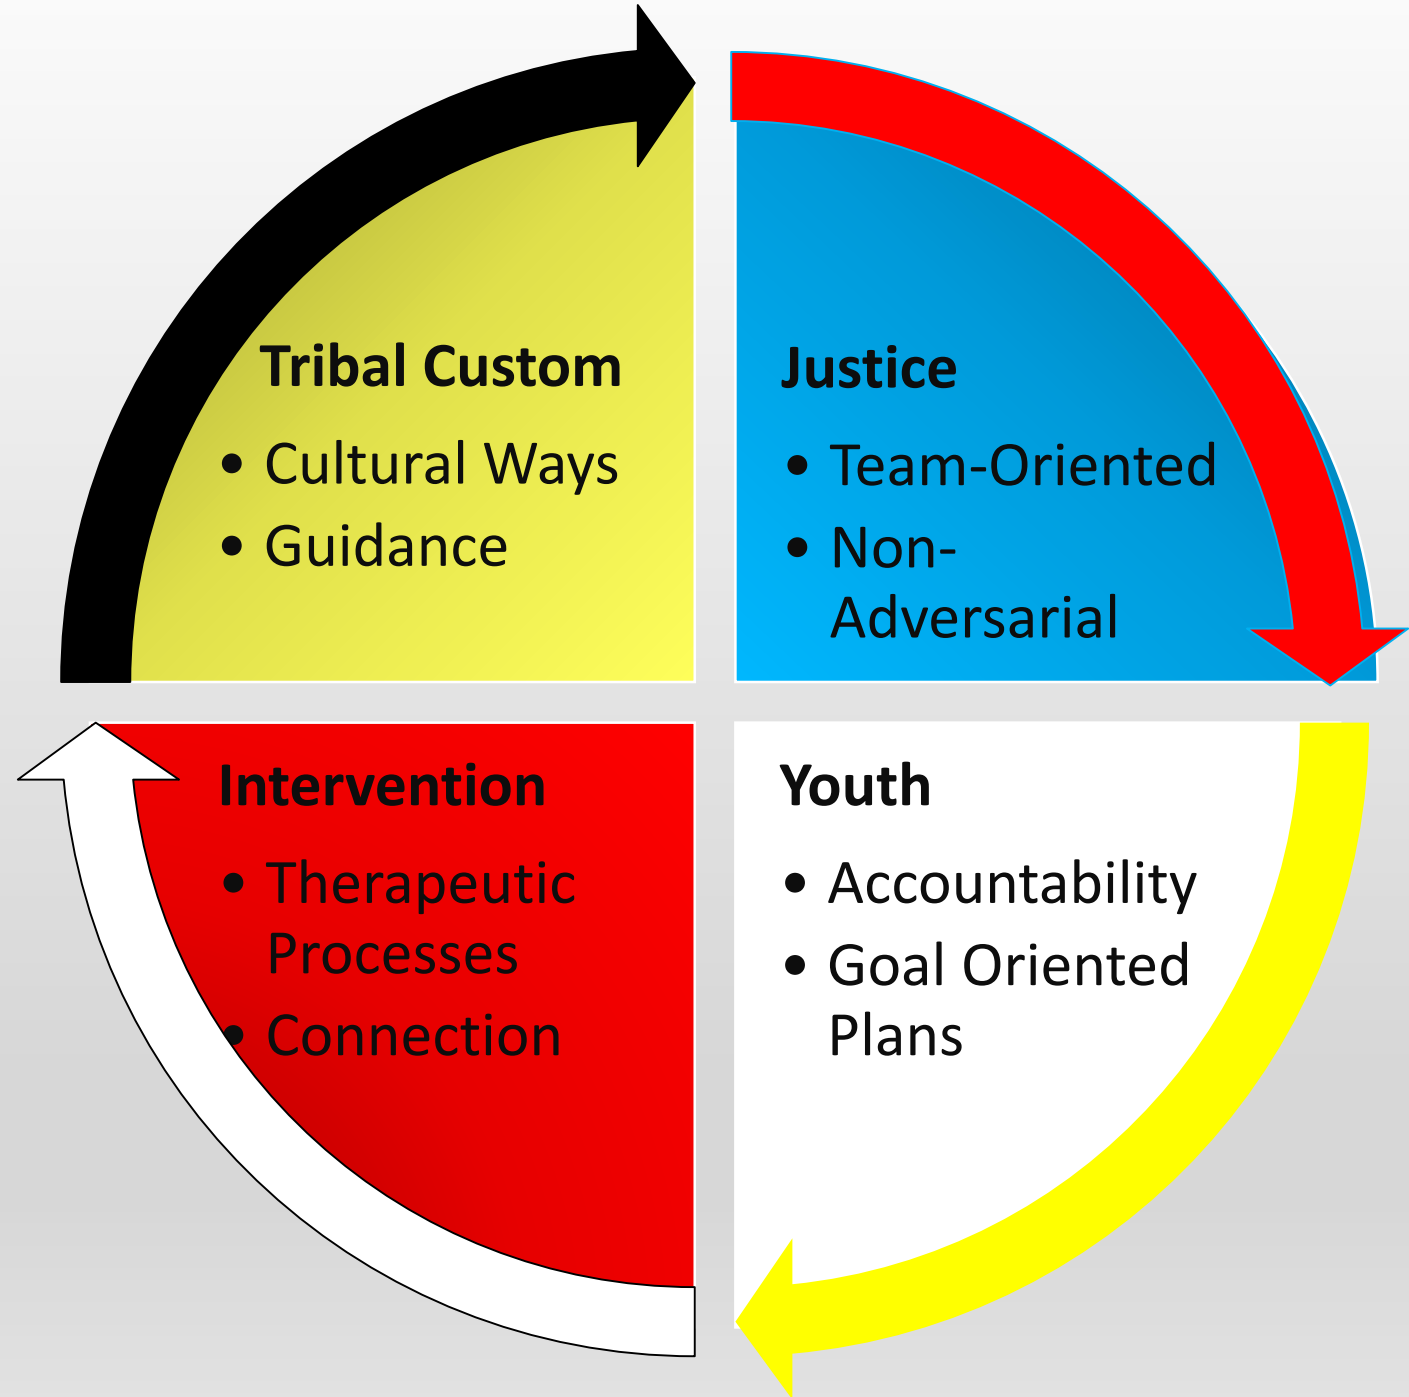 Tribal Custom
• Cultural Ways
• Guidance
Justice
• Team-Oriented
• Non-
Adversarial
Intervention
• Therapeutic
Processes
• Connection
Youth
• Accountability
• Goal Oriented
Plans